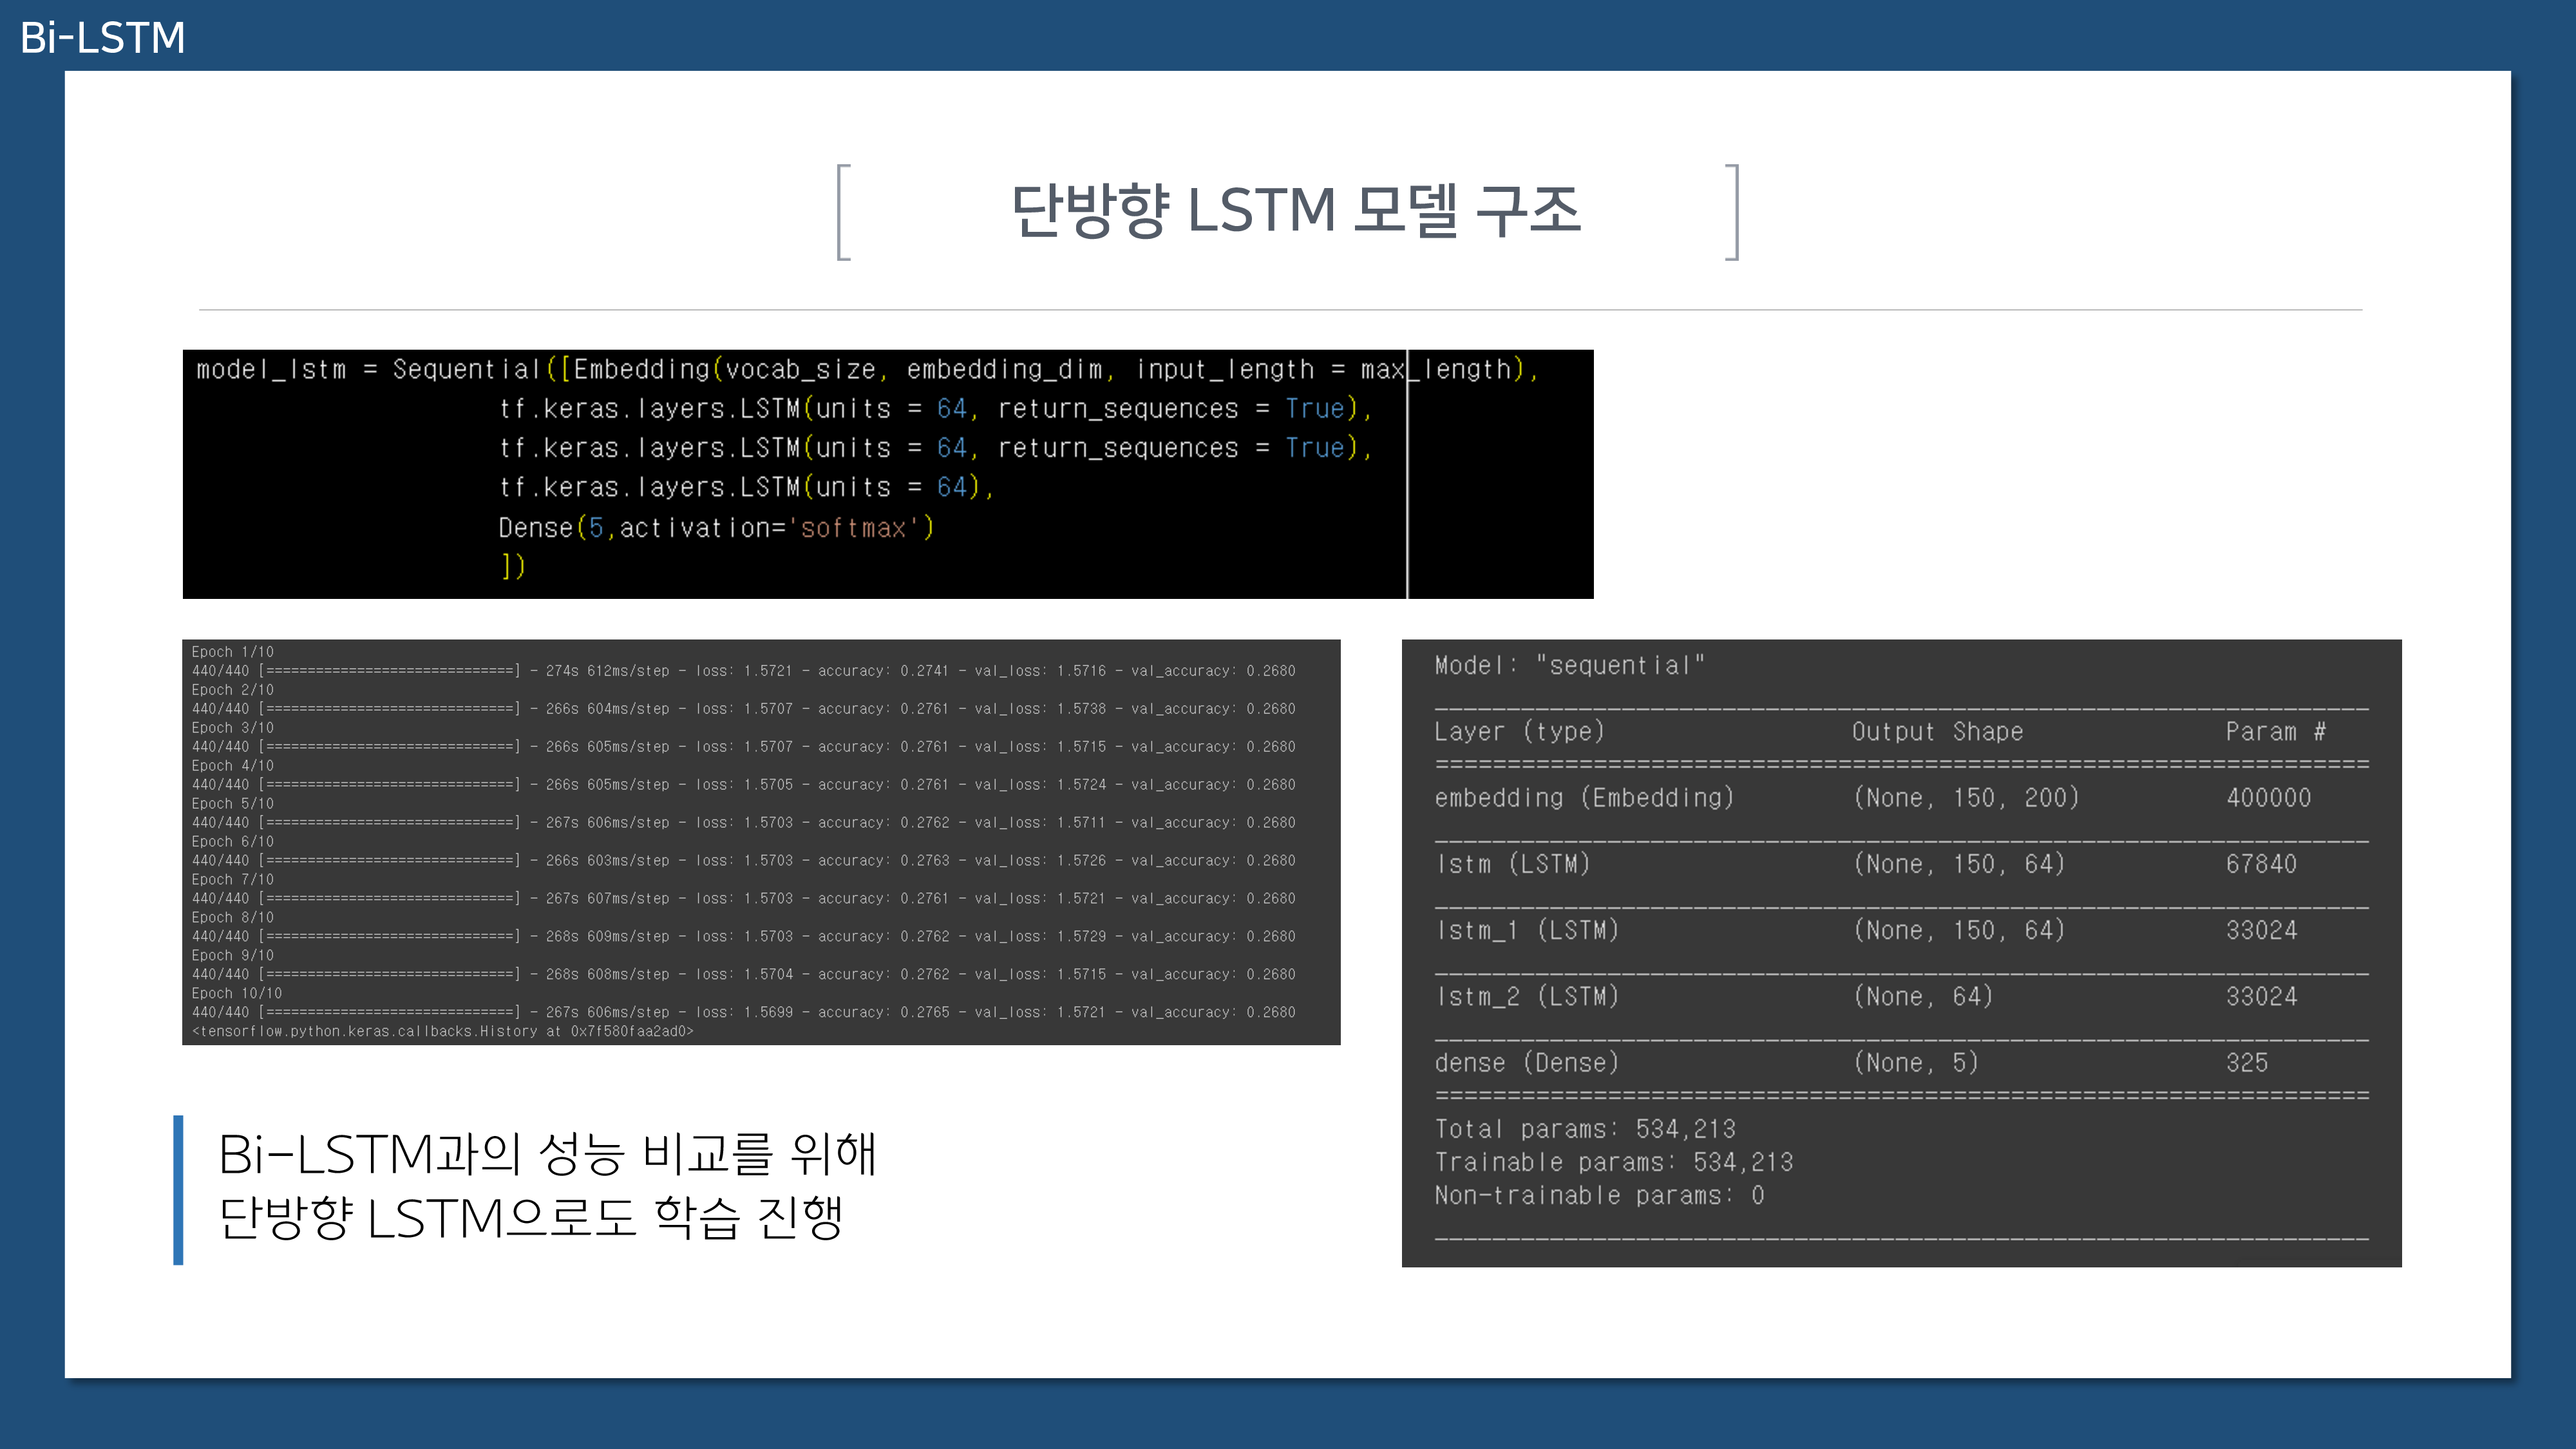 Bi-LSTM
단방향 LSTM 모델 구조
model_lstm = Sequential([Embedding(vocab_size, embedding_dim, input_length = max_length),
tf.keras.layers.LSTM(units = 64, return_sequences = True),
tf.keras.layers.LSTM(units = 64, return_sequences = True),
tf.keras.layers.LSTM(units = 64),
Dense(5,activation='softmax')
])
Epoch 1/10
440/440 [==============================] - 274s 612ms/step - loss: 1.5721 - accuracy: 0.2741 - val_loss: 1.5716 - val_accuracy: 0.2680
Epoch 2/10
440/440 [==============================] - 266s 604ms/step - loss: 1.5707 - accuracy: 0.2761 - val_loss: 1.5738 - val_accuracy: 0.2680
Epoch 3/10
440/440 [==============================] - 266s 605ms/step - loss: 1.5707 - accuracy: 0.2761 - val_loss: 1.5715 - val_accuracy: 0.2680
Epoch 4/10
440/440 [==============================] - 266s 605ms/step - loss: 1.5705 - accuracy: 0.2761 - val_loss: 1.5724 - val_accuracy: 0.2680
Epoch 5/10
440/440 [==============================] - 267s 606ms/step - loss: 1.5703 - accuracy: 0.2762 - val_loss: 1.5711 - val_accuracy: 0.2680
Epoch 6/10
440/440 [==============================] - 266s 603ms/step - loss: 1.5703 - accuracy: 0.2763 - val_loss: 1.5726 - val_accuracy: 0.2680
Epoch 7/10
440/440 [==============================] - 267s 607ms/step - loss: 1.5703 - accuracy: 0.2761 - val_loss: 1.5721 - val_accuracy: 0.2680
Epoch 8/10
440/440 [==============================] - 268s 609ms/step - loss: 1.5703 - accuracy: 0.2762 - val_loss: 1.5729 - val_accuracy: 0.2680
Epoch 9/10
440/440 [==============================] - 268s 608ms/step - loss: 1.5704 - accuracy: 0.2762 - val_loss: 1.5715 - val_accuracy: 0.2680
Epoch 10/10
440/440 [==============================] - 267s 606ms/step - loss: 1.5699 - accuracy: 0.2765 - val_loss: 1.5721 - val_accuracy: 0.2680
<tensorflow.python.keras.callbacks.History at 0x7f580faa2ad0>
Model: "sequential"
Layer (type) Output Shape Param #
embedding (Embedding) (None, 150, 200) 400000
lstm (LSTM) (None, 150, 64) 67840
lstm_1 (LSTM) (None, 150, 64) 33024
lstm_2 (LSTM) (None, 64) 33024
dense (Dense) (None, 5) 325
Total params: 534,213
Trainable params: 534,213
Non-trainable params: 0
Bi-LSTM과의 성능 비교를 위해
단방향 LSTM으로도 학습 진행